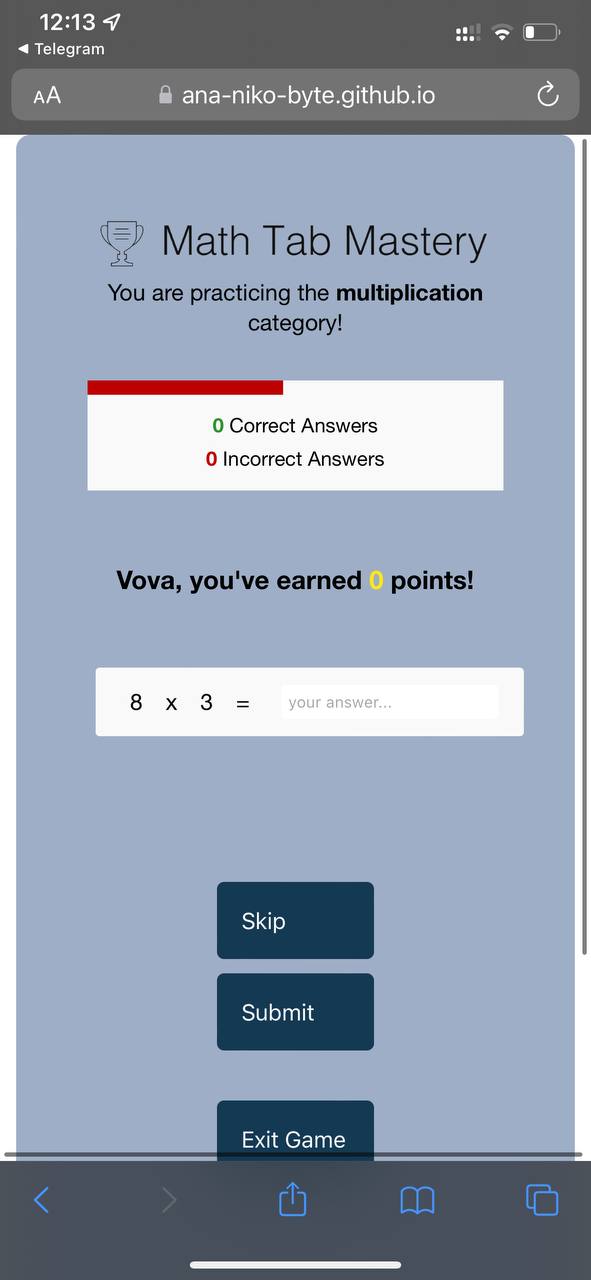 12:13
◀ Telegram
AA ana-niko-byte.github.io
Math Tab Mastery
You are practicing the multiplication
category!
0 Correct Answers
0 Incorrect Answers
Vova, you've earned 0 points!
8 x 3 = your answer...
Skip
Submit
Exit Game